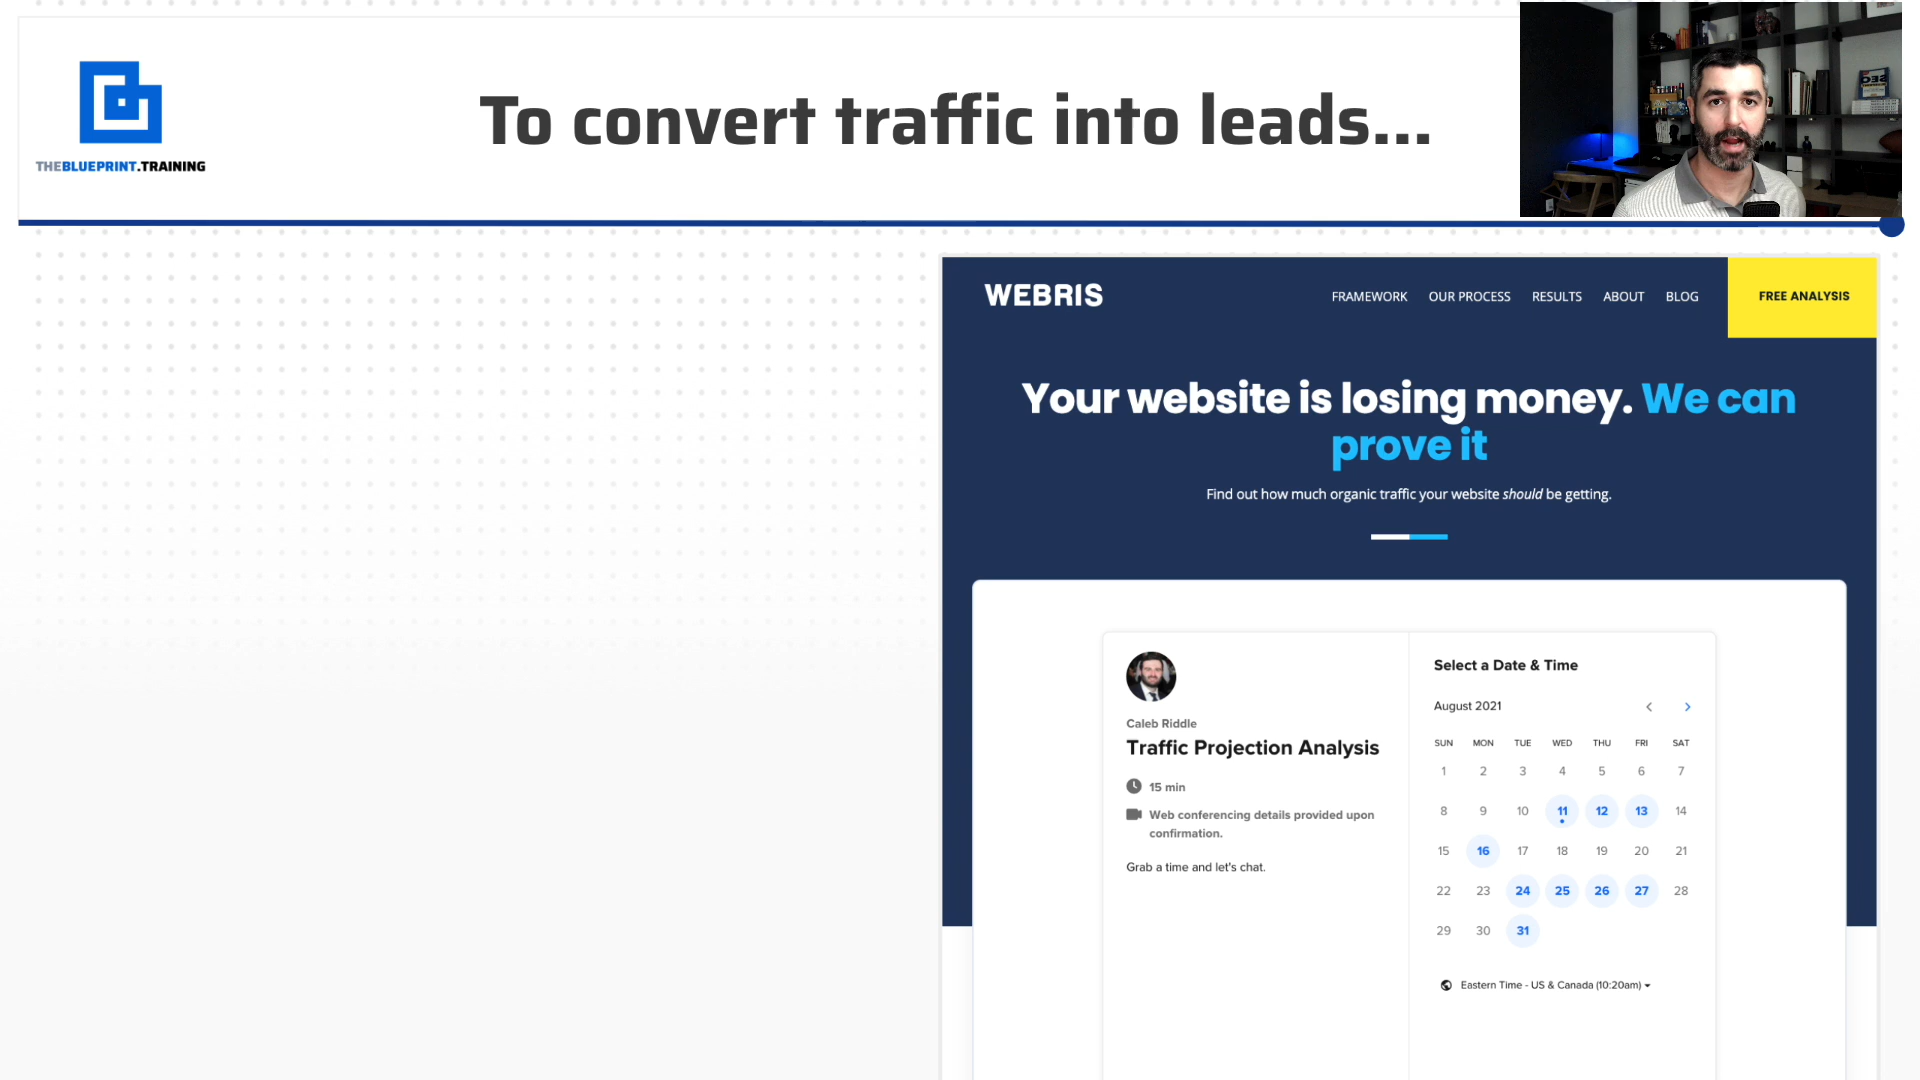 THEBLUEPRINT.TRAINING
To convert traffic into leads...
SEO
WEBRIS
FRAMEWORK
OUR PROCESS
RESULTS
ABOUT
BLOG
FREE ANALYSIS
Your website is losing money. We can
prove it
Find out how much organic traffic your website should be getting.
Caleb Riddle
Traffic Projection Analysis
15 min
Web conferencing details provided upon
confirmation.
Grab a time and let's chat.
Select a Date & Time
August 2021
SUN MON TUE WED THU FRI SAT
1 2 3 4 5 6 7
8 9 10 11 12 13 14
15 16 17 18 19 20 21
22 23 24 25 26 27 28
29 30 31
Eastern Time - US & Canada (10:20am)